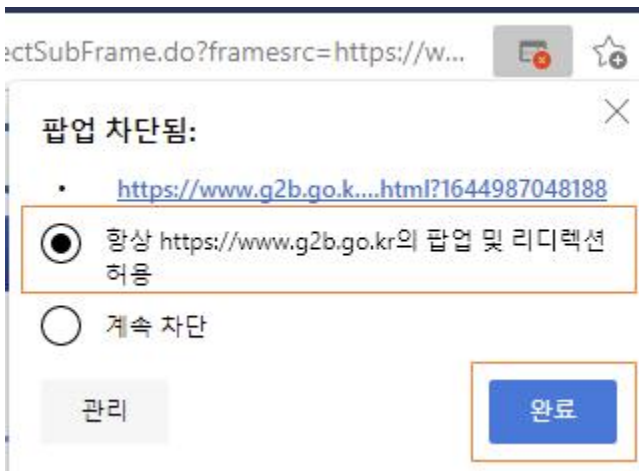 ectSubFrame.do?framesrc=https://w...
팝업 차단됨:
• https://www.g2b.go.k....html?1644987048188
항상 https://www.g2b.go.kr의 팝업 및 리디렉션
허용
계속 차단
관리
완료